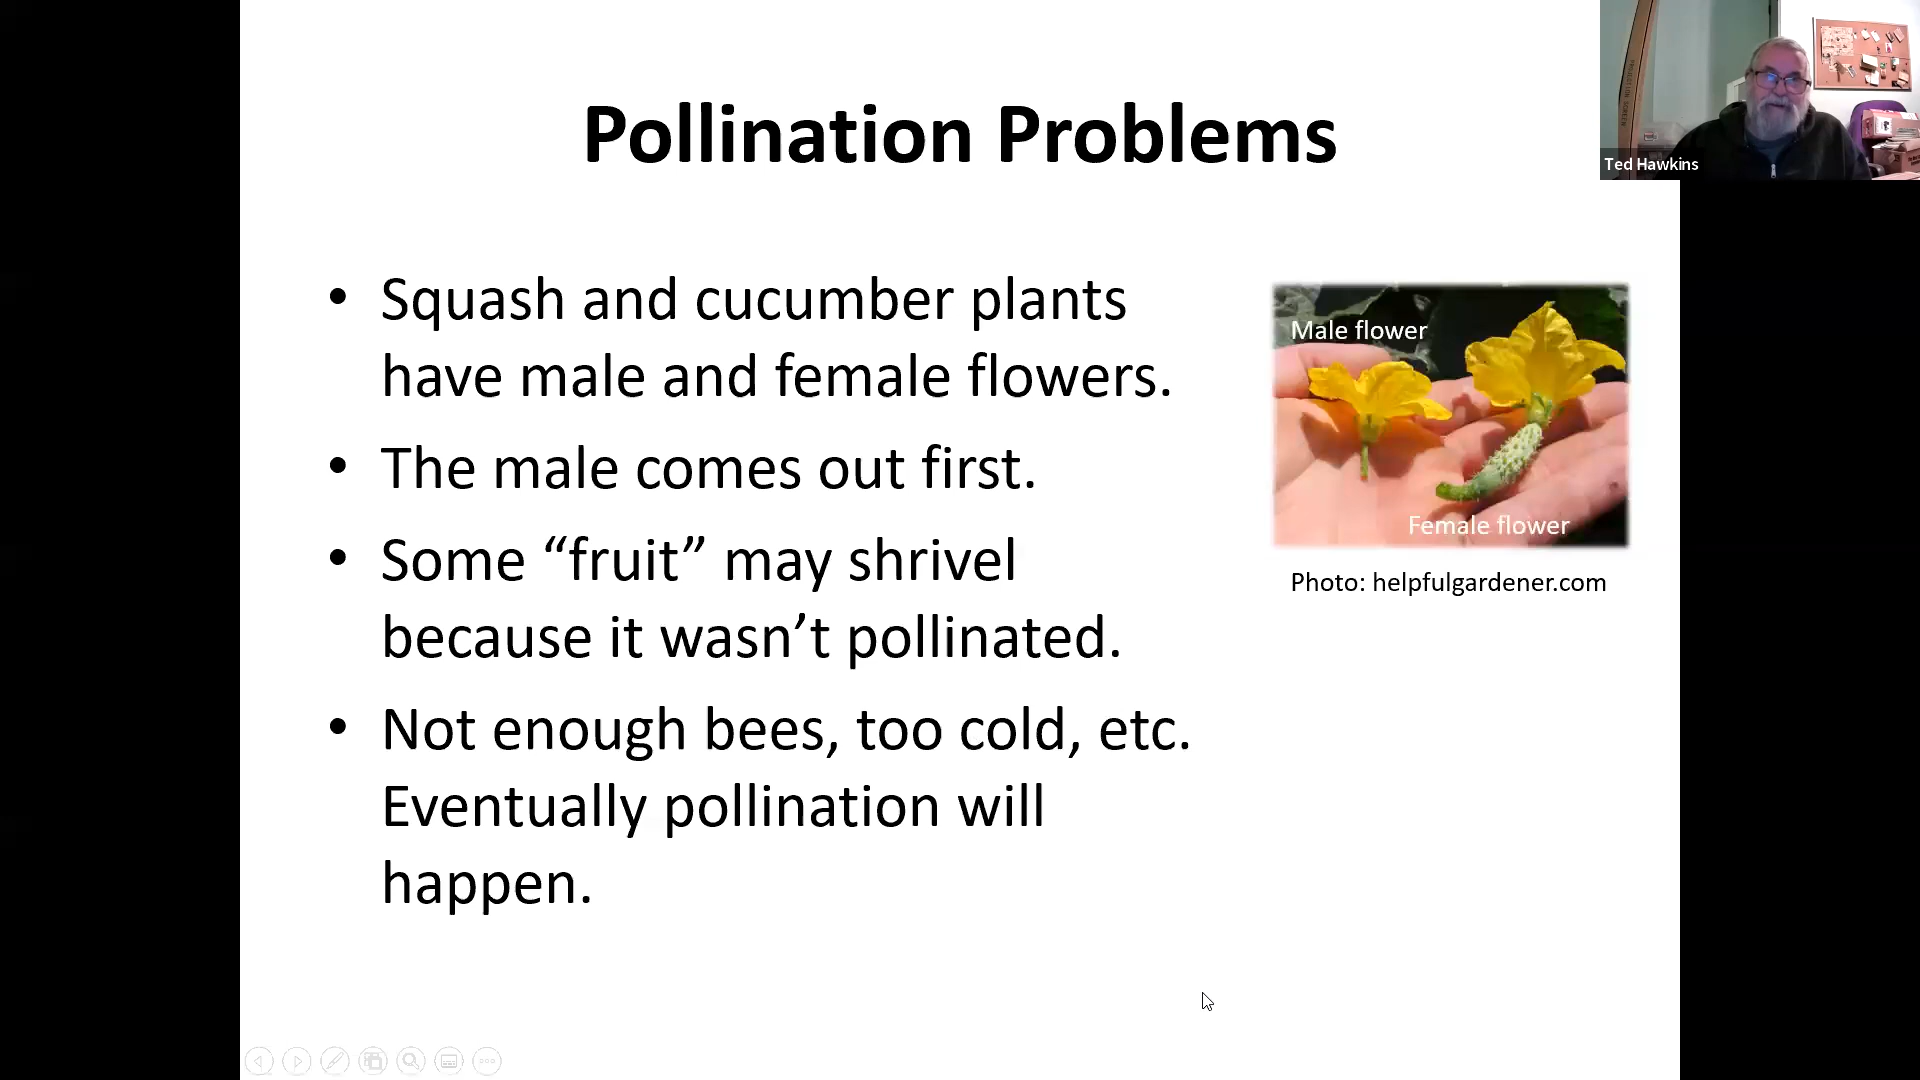 Pollination Problems
Ted Hawkins
• Squash and cucumber plants
have male and female flowers.
• The male comes out first.
• Some “fruit” may shrivel
because it wasn’t pollinated.
• Not enough bees, too cold, etc.
Eventually pollination will
happen.
Male flower
Female flower
Photo: helpfulgardener.com
PROJECTION SCREEN